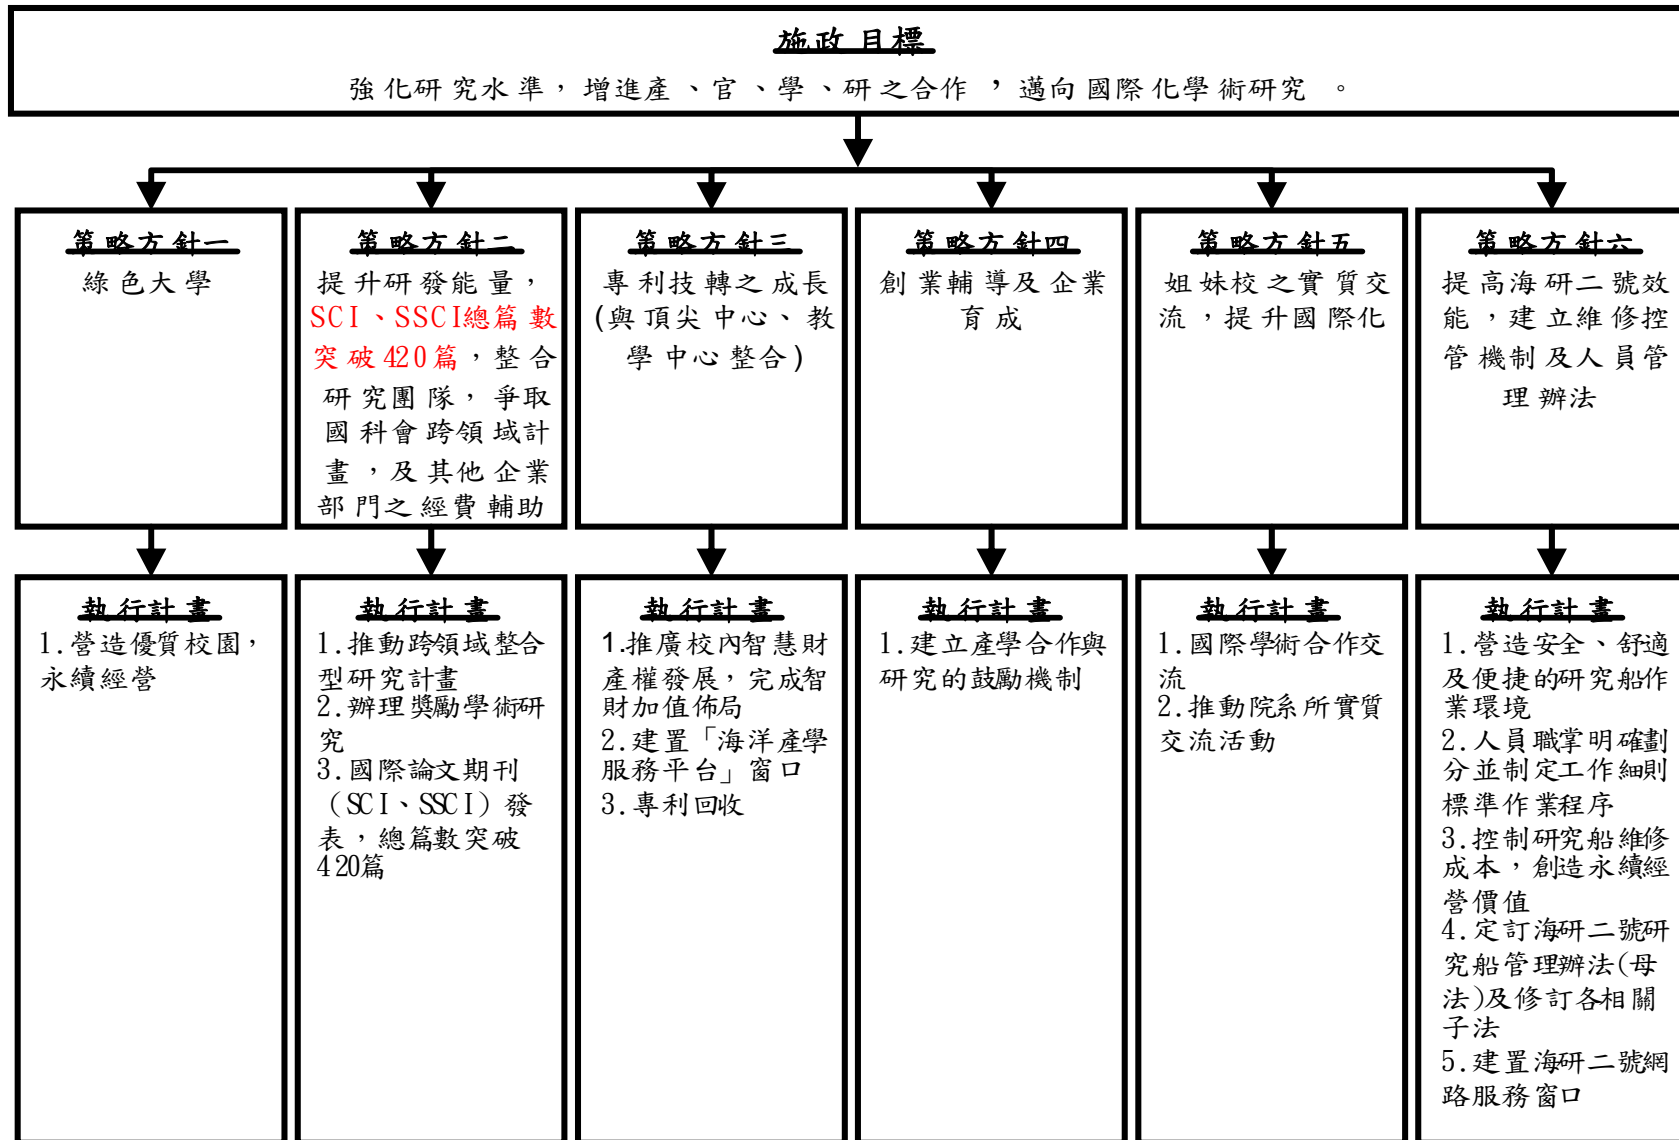 施政目標
強化研究水準，增進產、官、學、研之合作，邁向國際化學術研究。
策略方針一
綠色大學
策略方針二
提升研發能量，
SCI、SSCI總篇數
突破420篇，整合
研究團隊，爭取
國科會跨領域計
畫，及其他企業
部門之經費輔助
策略方針三
專利技轉之成長
(與頂尖中心、教
學中心整合)
策略方針四
創業輔導及企業
育成
策略方針五
姐妹校之實質交
流，提升國際化
策略方針六
提高海研二號效
能，建立維修控
管機制及人員管
理辦法
執行計畫
1.營造優質校園，
永續經營
執行計畫
1.推動跨領域整合
型研究計畫
2.辦理獎勵學術研
究
3.國際論文期刊
（SCI、SSCI）發
表，總篇數突破
420篇
執行計畫
1.推廣校內智慧財
產權發展，完成智
財加值佈局
2.建置「海洋產學
服務平台」窗口
3.專利回收
執行計畫
1.建立產學合作與
研究的鼓勵機制
執行計畫
1.國際學術合作交
流
2.推動院系所實質
交流活動
執行計畫
1.營造安全、舒適
及便捷的研究船作
業環境
2.人員職掌明確劃
分並制定工作細則
標準作業程序
3.控制研究船維修
成本，創造永續經
營價值
4.定訂海研二號研
究船管理辦法(母
法)及修訂各相關
子法
5.建置海研二號網
路服務窗口